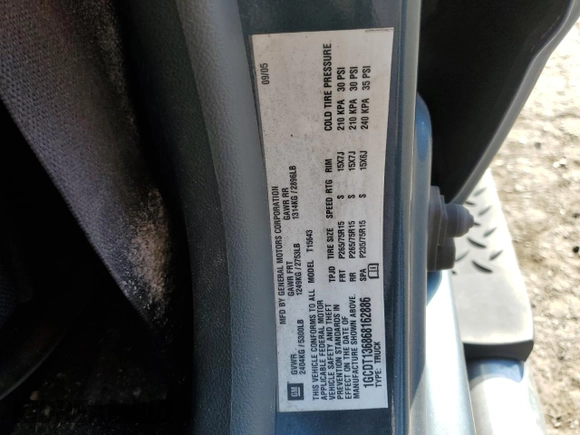 MFD BY GENERAL MOTORS CORPORATION
09/05
GM
GVWR GAWR FRT GAWR RR
2404KG / 5300LB 1249KG / 2753LB 1314KG / 2896LB
THIS VEHICLE CONFORMS TO ALL
APPLICABLE FEDERAL MOTOR
VEHICLE SAFETY AND THEFT
PREVENTION STANDARDS IN
EFFECT ON THE DATE OF
MANUFACTURE SHOWN ABOVE.
1GCDT136868162886
TYPE: TRUCK
MODEL T15643
TPJD TIRE SIZE SPEED RTG RIM COLD TIRE PRESSURE
FRT P265/75R15 S 15X7J 210 KPA 30 PSI
RR P265/75R15 S 15X7J 210 KPA 30 PSI
SPA P235/75R15 S 15X6J 240 KPA 35 PSI